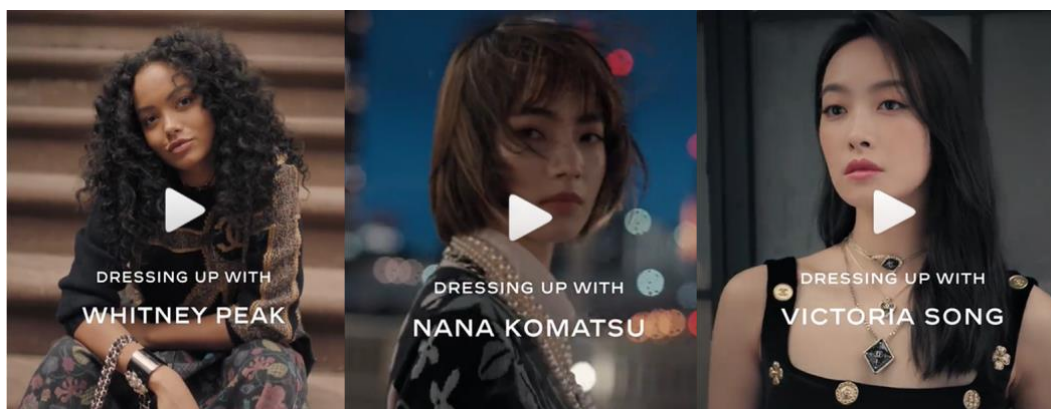 DRESSING UP WITH
WHITNEY PEAK
DRESSING UP WITH
NANA KOMATSU
DRESSING UP WITH
VICTORIA SONG